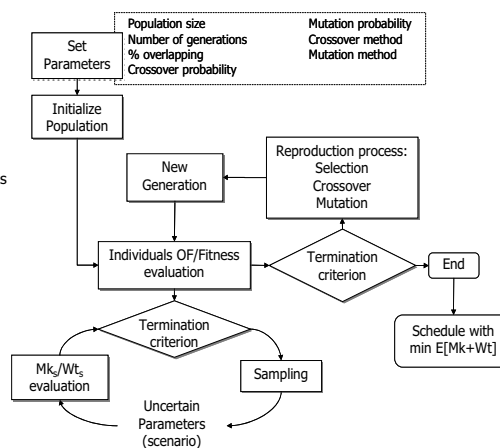 Population size
Number of generations
% overlapping
Crossover probability
Mutation probability
Crossover method
Mutation method
Set
Parameters
Initialize
Population
s
New
Generation
Reproduction process:
Selection
Crossover
Mutation
Individuals OF/Fitness
evaluation
Termination
criterion
End
Schedule with
min E[Mk+Wt]
Termination
criterion
Mks/Wts
evaluation
Sampling
Uncertain
Parameters
(scenario)